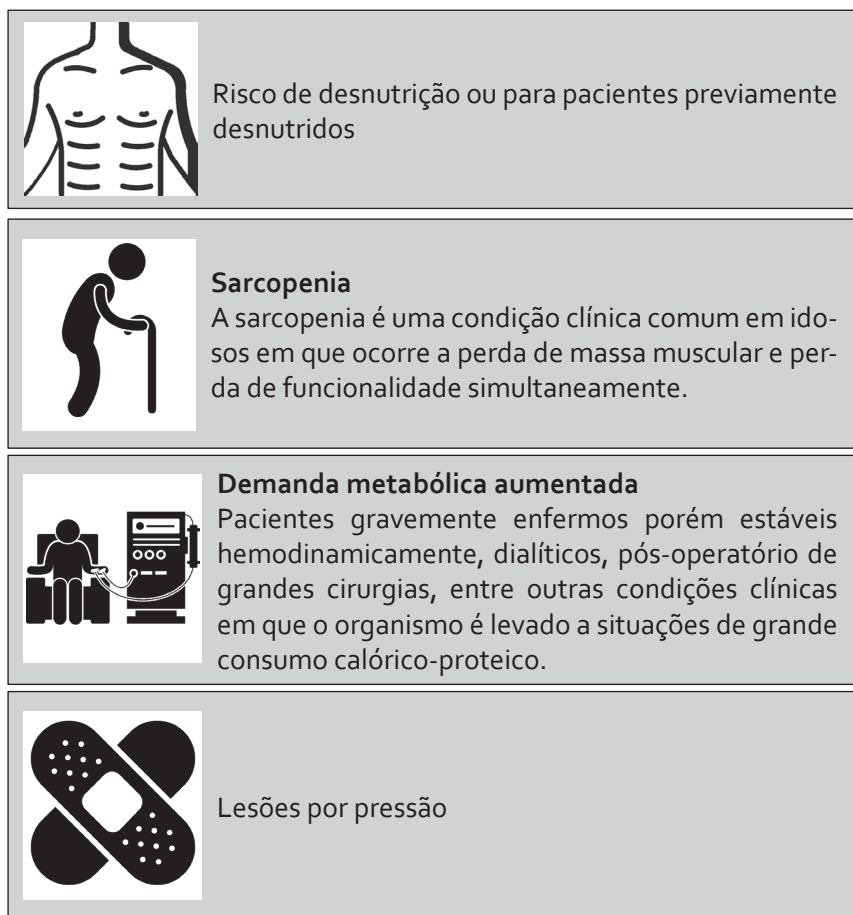 Risco de desnutrição ou para pacientes previamente
desnutridos
Sarcopenia
A sarcopenia é uma condição clínica comum em ido-
sos em que ocorre a perda de massa muscular e per-
da de funcionalidade simultaneamente.
Demanda metabólica aumentada
Pacientes gravemente enfermos porém estáveis
hemodinamicamente, dialíticos, pós-operatório de
grandes cirurgias, entre outras condições clínicas
em que o organismo é levado a situações de grande
consumo calórico-proteico.
Lesões por pressão